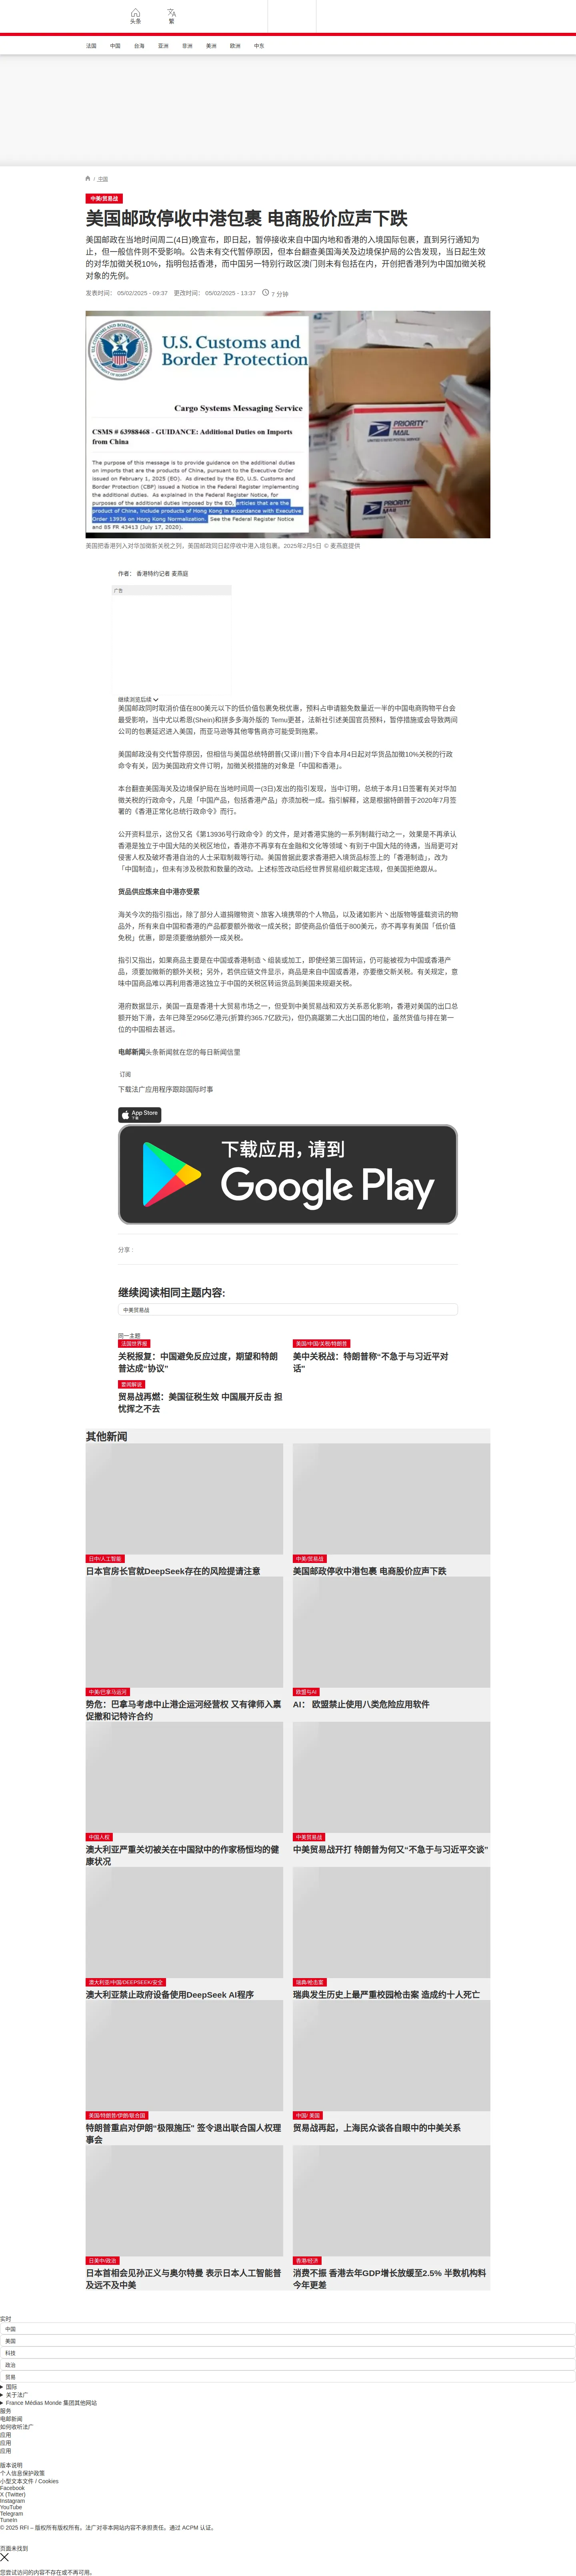 头条
繁
法国
中国
台海
亚洲
非洲
美洲
欧洲
中东
/ 中国
中美/贸易战
美国邮政停收中港包裹 电商股价应声下跌
美国邮政在当地时间周二(4日)晚宣布，即日起，暂停接收来自中国内地和香港的入境国际包裹，直到另行通知为
止，但一般信件则不受影响。公告未有交代暂停原因，但本台翻查美国海关及边境保护局的公告发现，当日起生效
的对华加徵关税10%，指明包括香港，而中国另一特别行政区澳门则未有包括在内，开创把香港列为中国加徵关税
对象的先例。
发表时间： 05/02/2025 - 09:37
更改时间： 05/02/2025 - 13:37
7 分钟
U.S. Customs and
Border Protection
Cargo Systems Messaging Service
CSMS # 63988468 - GUIDANCE: Additional Duties on Imports
from China
The purpose of this message is to provide guidance on the additional duties
on imports that are the products of China, pursuant to the Executive Order
issued on February 1, 2025 (EO). As directed by the EO, U.S. Customs and
Border Protection (CBP) issued a Notice in the Federal Register implementing
the additional duties. As explained in the Federal Register Notice, for
purposes of the additional duties imposed by the EO, articles that are the
product of China, include products of Hong Kong in accordance with Executive
Order 13936 on Hong Kong Normalization. See the Federal Register Notice
and 85 FR 43413 (July 17, 2020).
PRIORITY
MAIL
美国把香港列入对华加徵新关税之列，美国邮政同日起停收中港入境包裹。2025年2月5日 © 麦燕庭提供
作者： 香港特约记者 麦燕庭
广告
继续浏览后续
美国邮政同时取消价值在800美元以下的低价值包裹免税优惠，预料占申请豁免数量近一半的中国电商购物平台会
最受影响，当中尤以希恩(Shein)和拼多多海外版的 Temu更甚，法新社引述美国官员预料，暂停措施或会导致两间
公司的包裹延迟进入美国，而亚马逊等其他零售商亦可能受到拖累。
美国邮政没有交代暂停原因，但相信与美国总统特朗普(又译川普)下令自本月4日起对华货品加徵10%关税的行政
命令有关，因为美国政府文件订明，加徵关税措施的对象是「中国和香港」。
本台翻查美国海关及边境保护局在当地时间周一(3日)发出的指引发现，当中订明，总统于本月1日签署有关对华加
徵关税的行政命令，凡是「中国产品，包括香港产品」亦须加税一成。指引解释，这是根据特朗普于2020年7月签
署的《香港正常化总统行政命令》而行。
公开资料显示，这份又名《第13936号行政命令》的文件，是对香港实施的一系列制裁行动之一，效果是不再承认
香港是独立于中国大陆的关税区地位，香港亦不再享有在金融和文化等领域丶有别于中国大陆的待遇，当局更可对
侵害人权及破坏香港自治的人士采取制裁等行动。美国曾据此要求香港把入境货品标签上的「香港制造」，改为
「中国制造」，但未有涉及税款和数量的改动。上述标签改动后经世界贸易组织裁定违规，但美国拒绝跟从。
货品供应炼来自中港亦受累
海关今次的指引指出，除了部分人道捐赠物资丶旅客入境携带的个人物品，以及诸如影片丶出版物等盛载资讯的物
品外，所有来自中国和香港的产品都要额外徵收一成关税；即使商品价值低于800美元，亦不再享有美国「低价值
免税」优惠，即是须要缴纳额外一成关税。
指引又指出，如果商品主要是在中国或香港制造丶组装或加工，即使经第三国转运，仍可能被视为中国或香港产
品，须要加徵新的额外关税；另外，若供应链文件显示，商品是来自中国或香港，亦要缴交新关税。有关规定，意
味中国商品难以再利用香港这独立于中国的关税区转运货品到美国来规避关税。
港府数据显示，美国一直是香港十大贸易市场之一，但受到中美贸易战和双方关系恶化影响，香港对美国的出口总
额开始下滑，去年已降至2956亿港元(折算约365.7亿欧元)，但仍高踞第二大出口国的地位，虽然货值与排在第一
位的中国相去甚远。
电邮新闻头条新闻就在您的每日新闻信里
订阅
下载法广应用程序跟踪国际时事
App Store
下载
下载应用，请到
Google Play
分享 :
继续阅读相同主题内容:
中美贸易战
同一主题
法国世界报
关税报复：中国避免反应过度，期望和特朗
普达成“协议”
美国/中国/关税/特朗普
美中关税战：特朗普称“不急于与习近平对
话”
要闻解说
贸易战再燃：美国征税生效 中国展开反击 担
忧挥之不去
其他新闻
日中/人工智能
日本官房长官就DeepSeek存在的风险提请注意
中美/贸易战
美国邮政停收中港包裹 电商股价应声下跌
中美/巴拿马运河
势危：巴拿马考虑中止港企运河经营权 又有律师入禀
促撤和记特许合约
欧盟与AI
AI： 欧盟禁止使用八类危险应用软件
中国人权
澳大利亚严重关切被关在中国狱中的作家杨恒均的健
康状况
中美贸易战
中美贸易战开打 特朗普为何又“不急于与习近平交谈”
澳大利亚/中国/DEEPSEEK/安全
澳大利亚禁止政府设备使用DeepSeek AI程序
瑞典/枪击案
瑞典发生历史上最严重校园枪击案 造成约十人死亡
美国/特朗普/伊朗/联合国
特朗普重启对伊朗“极限施压” 签令退出联合国人权理
事会
中国/ 美国
贸易战再起，上海民众谈各自眼中的中美关系
日美中/政治
日本首相会见孙正义与奥尔特曼 表示日本人工智能普
及远不及中美
香港/经济
消费不振 香港去年GDP增长放缓至2.5% 半数机构料
今年更差
实时
中国
美国
科技
政治
贸易
国际
关于法广
France Médias Monde 集团其他网站
服务
电邮新闻
如何收听法广
应用
应用
应用
版本说明
个人信息保护政策
小型文本文件 / Cookies
Facebook
X (Twitter)
Instagram
YouTube
Telegram
TuneIn
© 2025 RFI – 版权所有版权所有。法广对非本网站内容不承担责任。通过 ACPM 认证。
页面未找到
您尝试访问的内容不存在或不再可用。